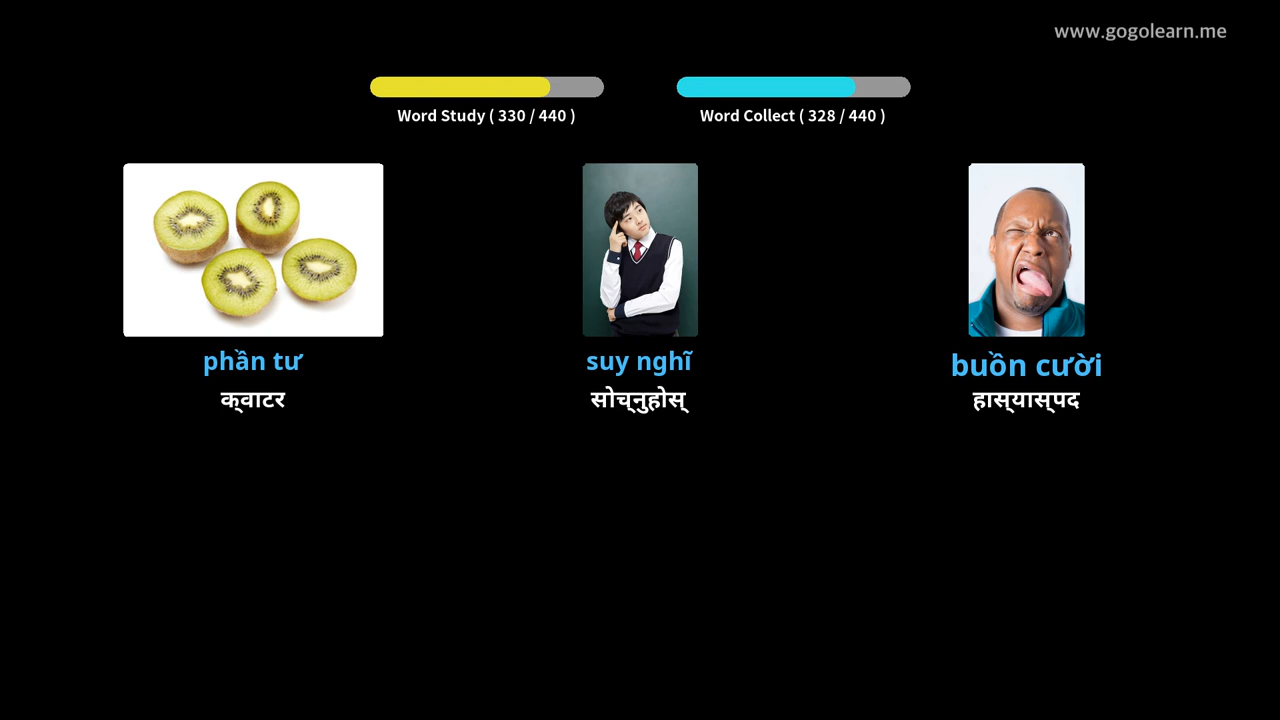 www.gogolearn.me
Word Study ( 330 / 440 )
Word Collect ( 328 / 440 )
phần tư
suy nghĩ
buồn cười
क्वाटर
सोच्नुहोस्
हास्यास्पद